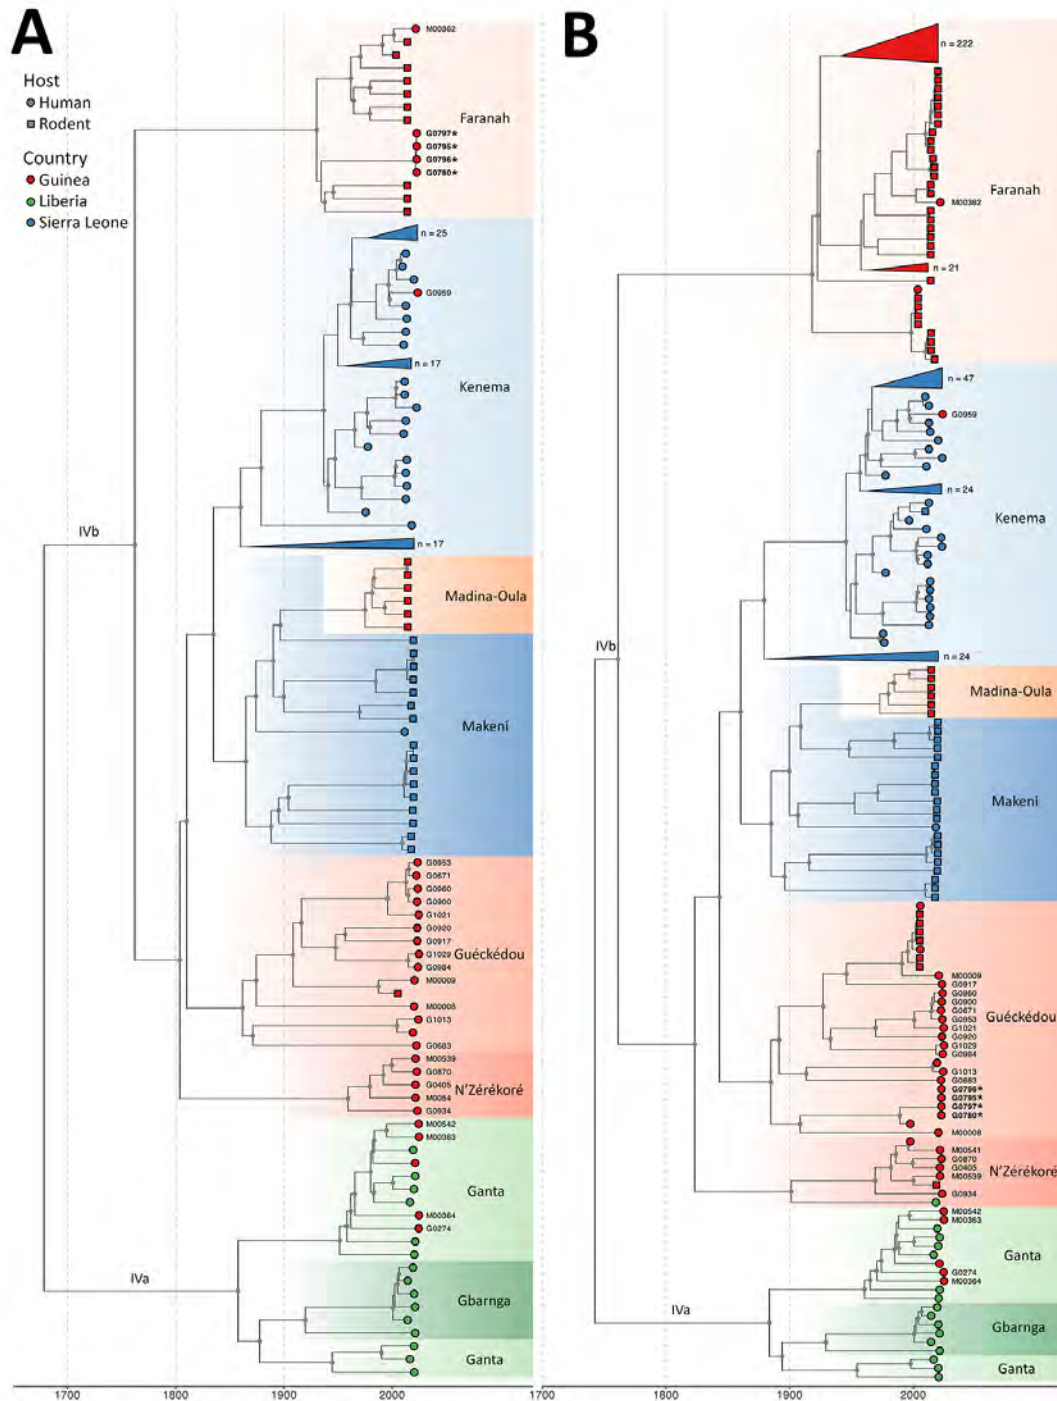 A
Host
Human
Rodent
Country
Guinea
Liberia
Sierra Leone
M00362
G0797*
G0795*
G0796*
G0780*
Faranah
n = 25
G0959
n = 17
Kenema
IVb
n = 17
Madina-Oula
Makeni
G0953
G0671
G0960
G0900
G1021
G0920
G0917
G1029
G0984
M00009
M00008
G1013
G0683
Guéckédou
M00539
G0870
G0405
M0054
G0934
N'Zérékoré
M00542
M00363
M00364
G0274
Ganta
IVa
Gbarnga
Ganta
1700
1800
1900
2000
B
n = 222
M00362
n = 21
Faranah
n = 47
G0959
n = 24
Kenema
IVb
n = 24
Madina-Oula
Makeni
M00009
G0917
G0960
G0900
G0671
G0953
G1021
G0920
G1029
G0984
G1013
G0683
G0796*
G0795*
G0797*
G0780*
M00008
Guéckédou
M00541
G0870
G0405
M00539
G0934
N'Zérékoré
M00542
M00363
G0274
M00364
Ganta
IVa
Gbarnga
Ganta
1700
1800
1900
2000